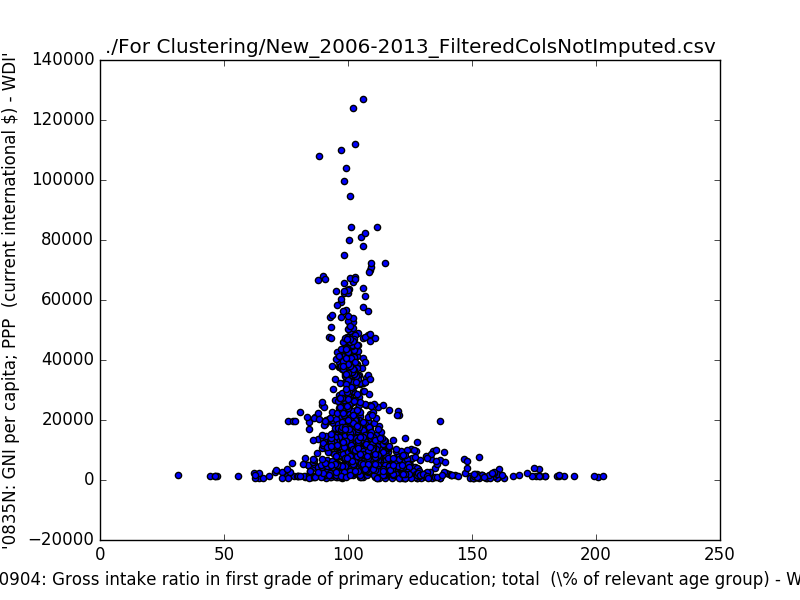 ./For Clustering/New_2006-2013_FilteredColsNotImputed.csv
'0835N: GNI per capita; PPP (current international $) - WDI'
140000
120000
100000
80000
60000
40000
20000
0
−20000
0 50 100 150 200 250
0904: Gross intake ratio in first grade of primary education; total (\% of relevant age group) - W